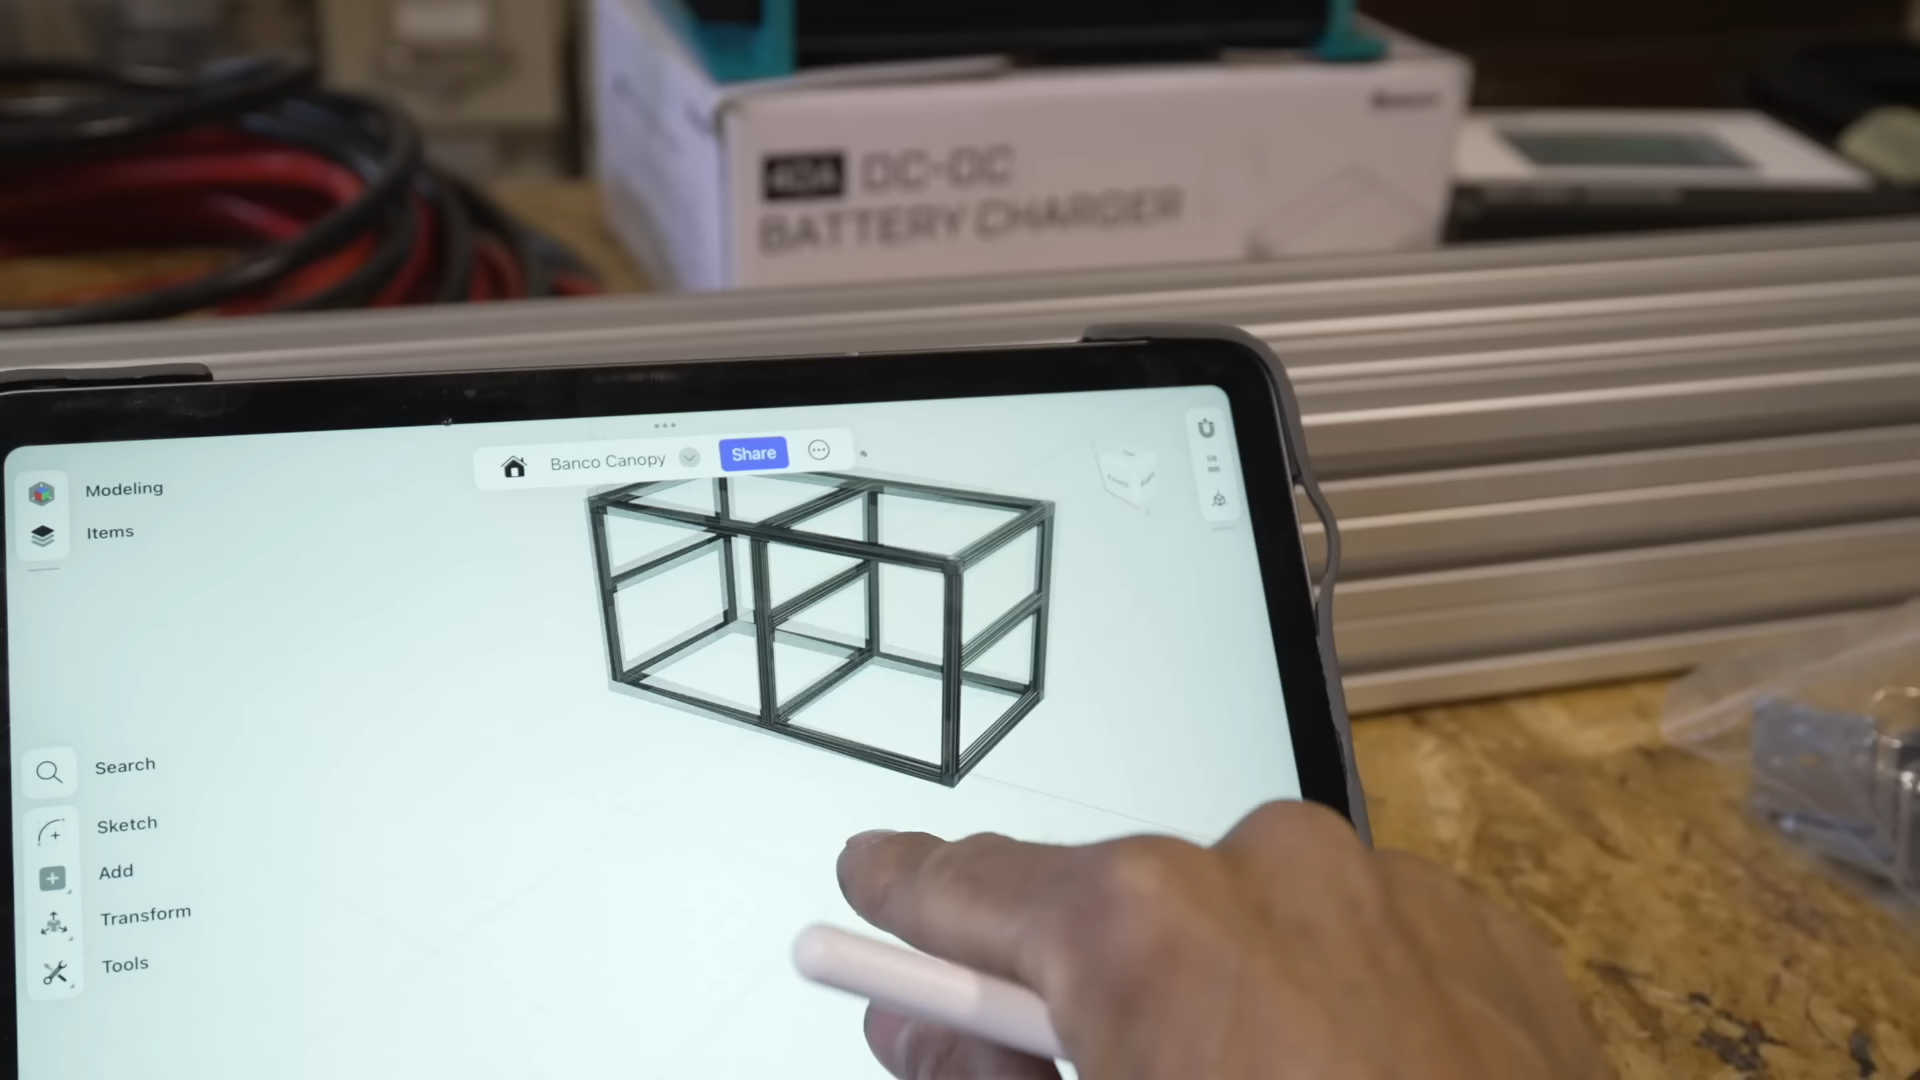 40A DC-DC
BATTERY CHARGER
Banco Canopy
Share
Modeling
Items
Search
Sketch
Add
Transform
Tools